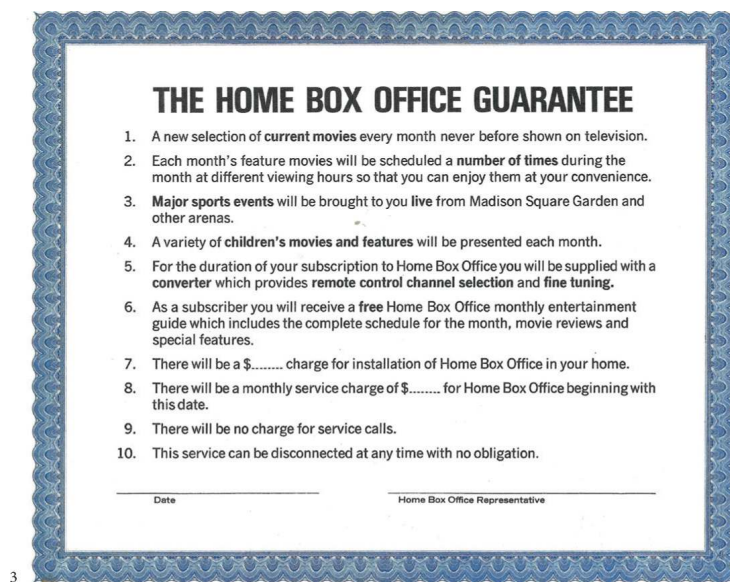 THE HOME BOX OFFICE GUARANTEE
1. A new selection of current movies every month never before shown on television.
2. Each month's feature movies will be scheduled a number of times during the
month at different viewing hours so that you can enjoy them at your convenience.
3. Major sports events will be brought to you live from Madison Square Garden and
other arenas.
4. A variety of children's movies and features will be presented each month.
5. For the duration of your subscription to Home Box Office you will be supplied with a
converter which provides remote control channel selection and fine tuning.
6. As a subscriber you will receive a free Home Box Office monthly entertainment
guide which includes the complete schedule for the month, movie reviews and
special features.
7. There will be a $........ charge for installation of Home Box Office in your home.
8. There will be a monthly service charge of $........ for Home Box Office beginning with
this date.
9. There will be no charge for service calls.
10. This service can be disconnected at any time with no obligation.
Date Home Box Office Representative
3